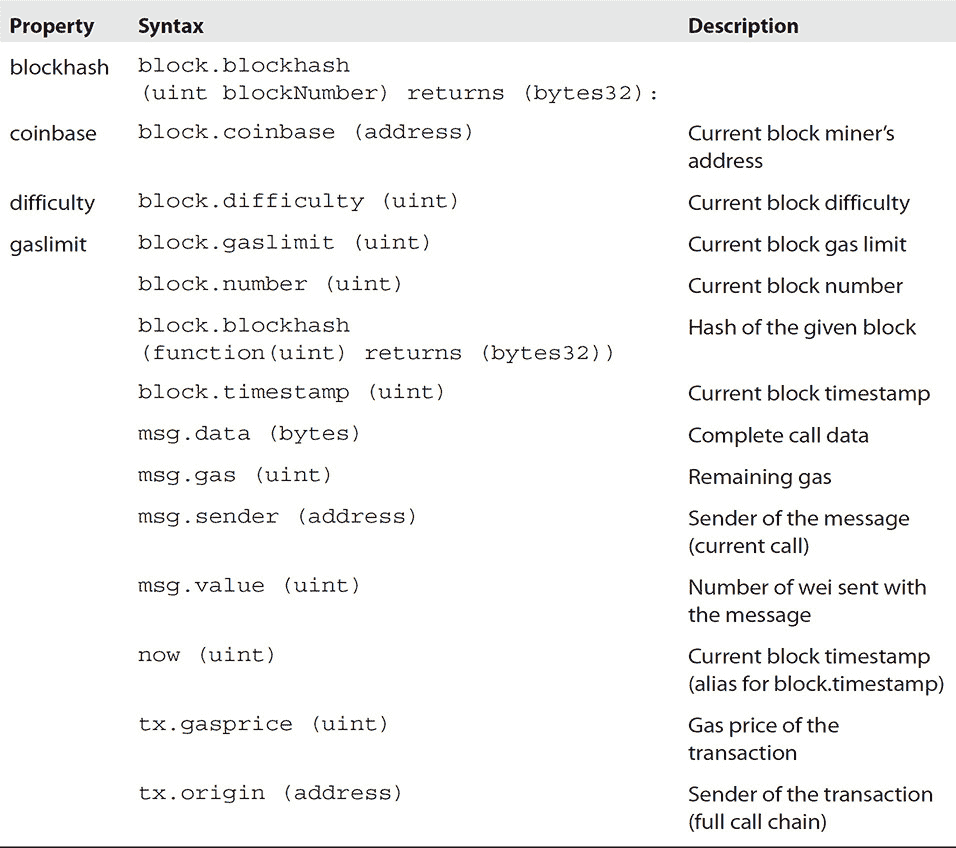 Property Syntax Description
blockhash block.blockhash
(uint blockNumber) returns (bytes32):
coinbase block.coinbase (address) Current block miner’s
address
difficulty block.difficulty (uint) Current block difficulty
gaslimit block.gaslimit (uint) Current block gas limit
block.number (uint) Current block number
block.blockhash Hash of the given block
(function(uint) returns (bytes32))
block.timestamp (uint) Current block timestamp
msg.data (bytes) Complete call data
msg.gas (uint) Remaining gas
msg.sender (address) Sender of the message
(current call)
msg.value (uint) Number of wei sent with
the message
now (uint) Current block timestamp
(alias for block.timestamp)
tx.gasprice (uint) Gas price of the
transaction
tx.origin (address) Sender of the transaction
(full call chain)